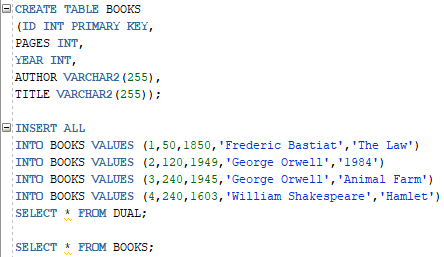 CREATE TABLE BOOKS
(ID INT PRIMARY KEY,
PAGES INT,
YEAR INT,
AUTHOR VARCHAR2(255),
TITLE VARCHAR2(255));
INSERT ALL
INTO BOOKS VALUES (1,50,1850,'Frederic Bastiat','The Law')
INTO BOOKS VALUES (2,120,1949,'George Orwell','1984')
INTO BOOKS VALUES (3,240,1945,'George Orwell','Animal Farm')
INTO BOOKS VALUES (4,240,1603,'William Shakespeare','Hamlet')
SELECT * FROM DUAL;
SELECT * FROM BOOKS;